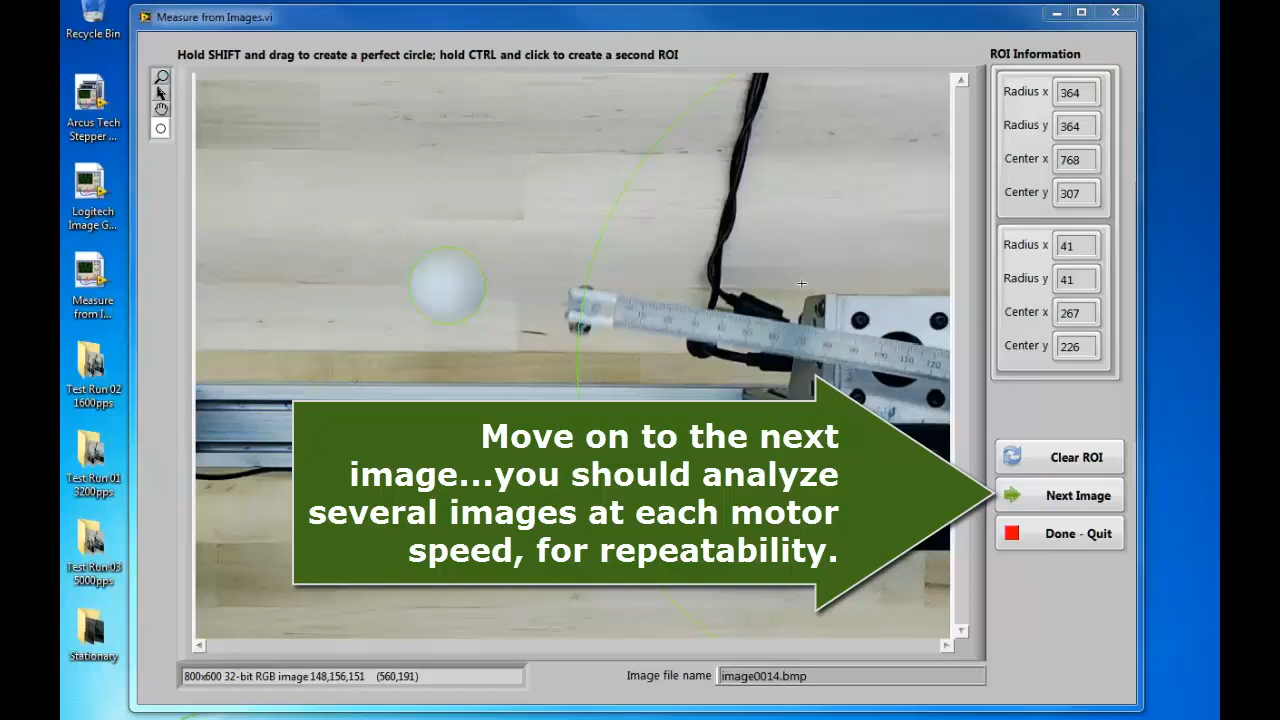 Measure from Images.vi
Recycle Bin
Arcus Tech
Stepper ...
Logitech
Image G...
Measure
from I...
Test Run 02
1600pps
Test Run 01
3200pps
Test Run 03
5000pps
Stationary
Hold SHIFT and drag to create a perfect circle; hold CTRL and click to create a second ROI
ROI Information
Radius x 364
Radius y 364
Center x 768
Center y 307
Radius x 41
Radius y 41
Center x 267
Center y 226
Move on to the next
image...you should analyze
several images at each motor
speed, for repeatability.
Clear ROI
Next Image
Done - Quit
800x600 32-bit RGB image 148,156,151 (560,191)
Image file name image0014.bmp